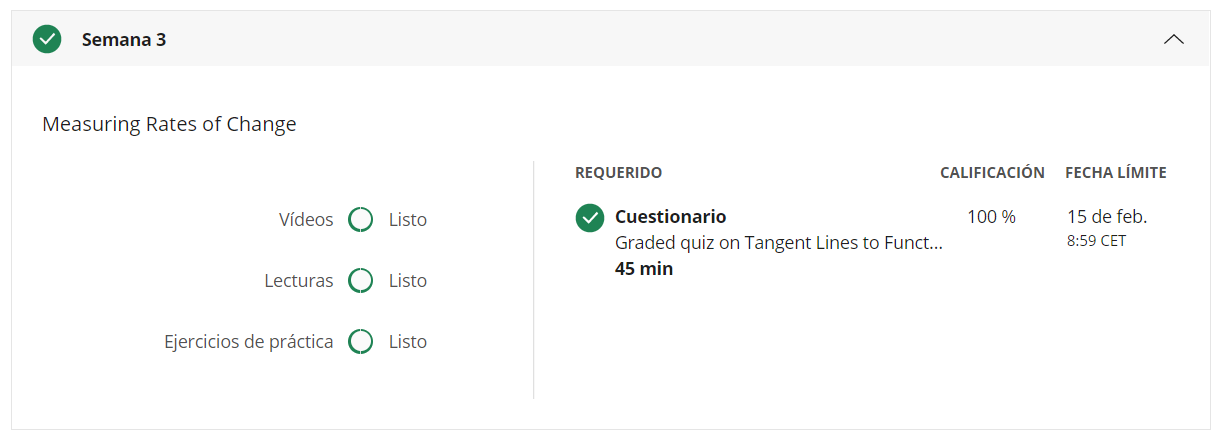 Semana 3
Measuring Rates of Change
Vídeos Listo
Lecturas Listo
Ejercicios de práctica Listo
REQUERIDO CALIFICACIÓN FECHA LÍMITE
Cuestionario 100 % 15 de feb.
Graded quiz on Tangent Lines to Funct... 8:59 CET
45 min